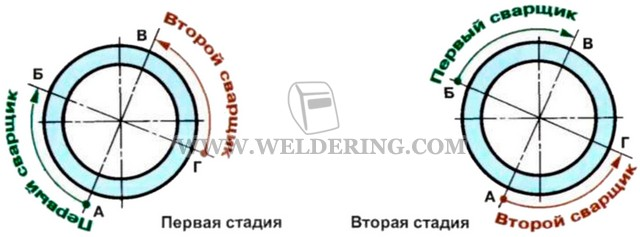 В
Второй сварщик
Б
Первый сварщик
А
Г
Первая стадия
Первый сварщик
В
Б
Г
А
Второй сварщик
Вторая стадия
WWW.WELDERING.COM